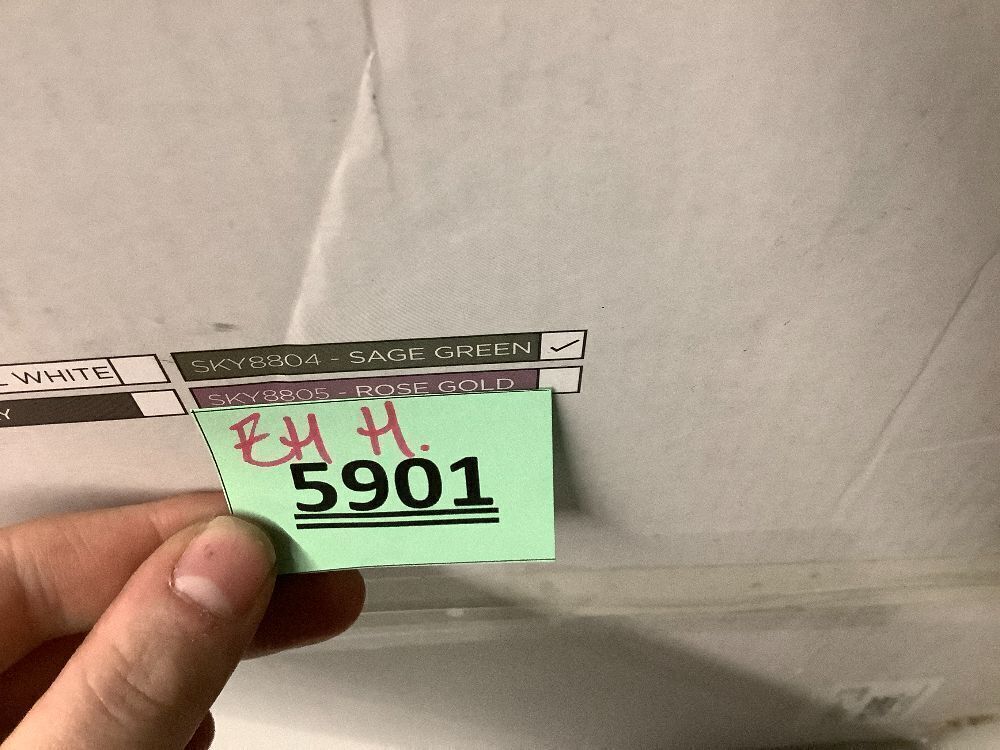 WHITE
SKY8804 - SAGE GREEN ✓
SKY8805 - ROSE GOLD
EH H.
5901